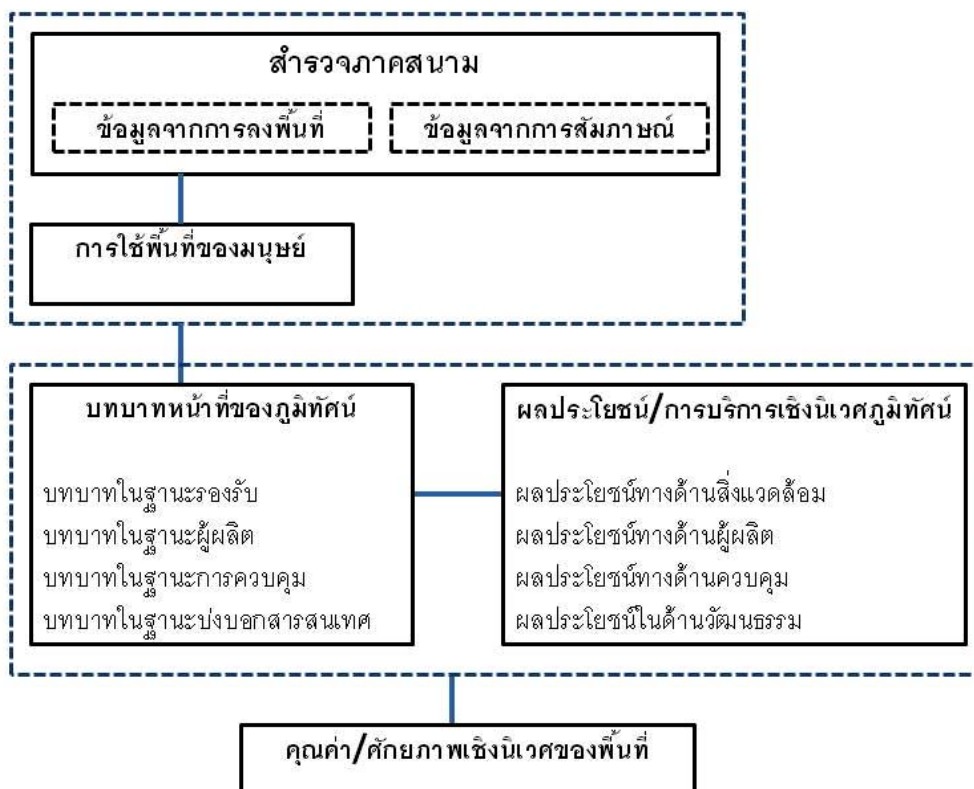 สำรวจภาคสนาม
ข้อมูลจากการลงพื้นที่
ข้อมูลจากการสัมภาษณ์
การใช้พื้นที่ของมนุษย์
บทบาทหน้าที่ของภูมิทัศน์
บทบาทในฐานะรองรับ
บทบาทในฐานะผู้ผลิต
บทบาทในฐานะการควบคุม
บทบาทในฐานะบ่งบอกสารสนเทศ
ผลประโยชน์/การบริการเชิงนิเวศภูมิทัศน์
ผลประโยชน์ทางด้านสิ่งแวดล้อม
ผลประโยชน์ทางด้านผู้ผลิต
ผลประโยชน์ทางด้านควบคุม
ผลประโยชน์ในด้านวัฒนธรรม
คุณค่า/ศักยภาพเชิงนิเวศของพื้นที่